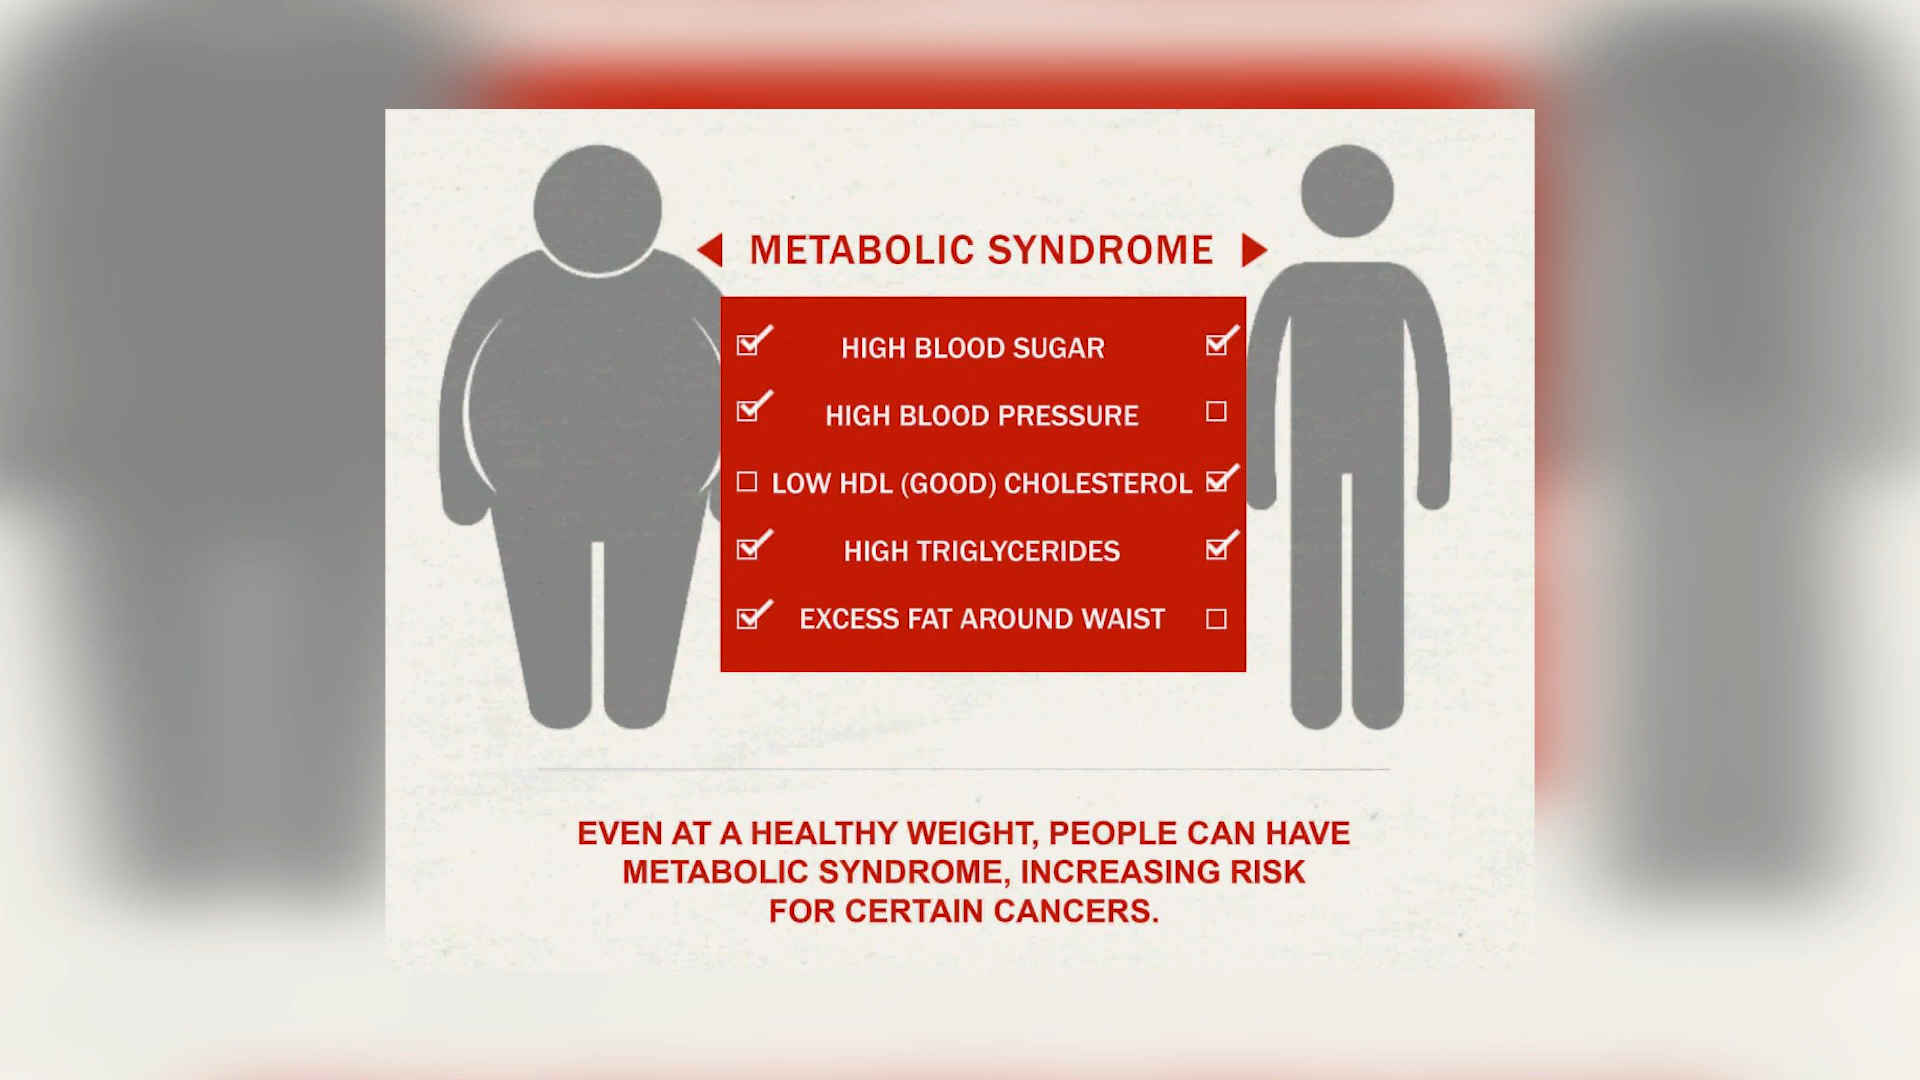 METABOLIC SYNDROME
HIGH BLOOD SUGAR
HIGH BLOOD PRESSURE
LOW HDL (GOOD) CHOLESTEROL
HIGH TRIGLYCERIDES
EXCESS FAT AROUND WAIST
EVEN AT A HEALTHY WEIGHT, PEOPLE CAN HAVE
METABOLIC SYNDROME, INCREASING RISK
FOR CERTAIN CANCERS.